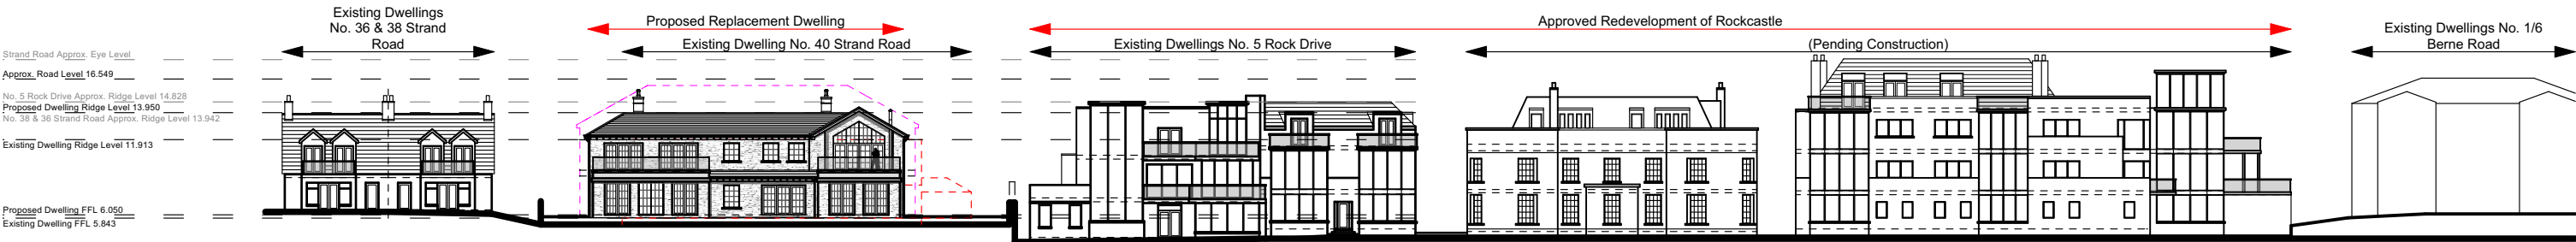 Existing Dwellings
No. 36 & 38 Strand
Road
Proposed Replacement Dwelling
Existing Dwelling No. 40 Strand Road
Approved Redevelopment of Rockcastle
Existing Dwellings No. 5 Rock Drive
(Pending Construction)
Existing Dwellings No. 1/6
Berne Road
Strand Road Approx. Eye Level
Approx. Road Level 16.549
No. 5 Rock Drive Approx. Ridge Level 14.828
Proposed Dwelling Ridge Level 13.950
No. 38 & 36 Strand Road Approx. Ridge Level 13.942
Existing Dwelling Ridge Level 11.913
Proposed Dwelling FFL 6.050
Existing Dwelling FFL 5.843